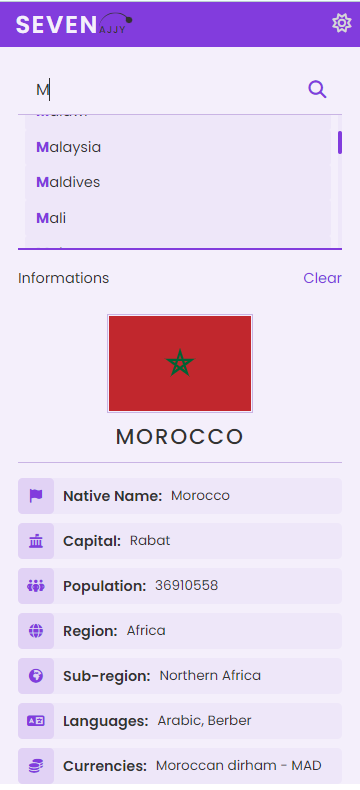 SEVEN AJJY
M
Malaysia
Maldives
Mali
Informations
Clear
MOROCCO
Native Name: Morocco
Capital: Rabat
Population: 36910558
Region: Africa
Sub-region: Northern Africa
Languages: Arabic, Berber
Currencies: Moroccan dirham - MAD